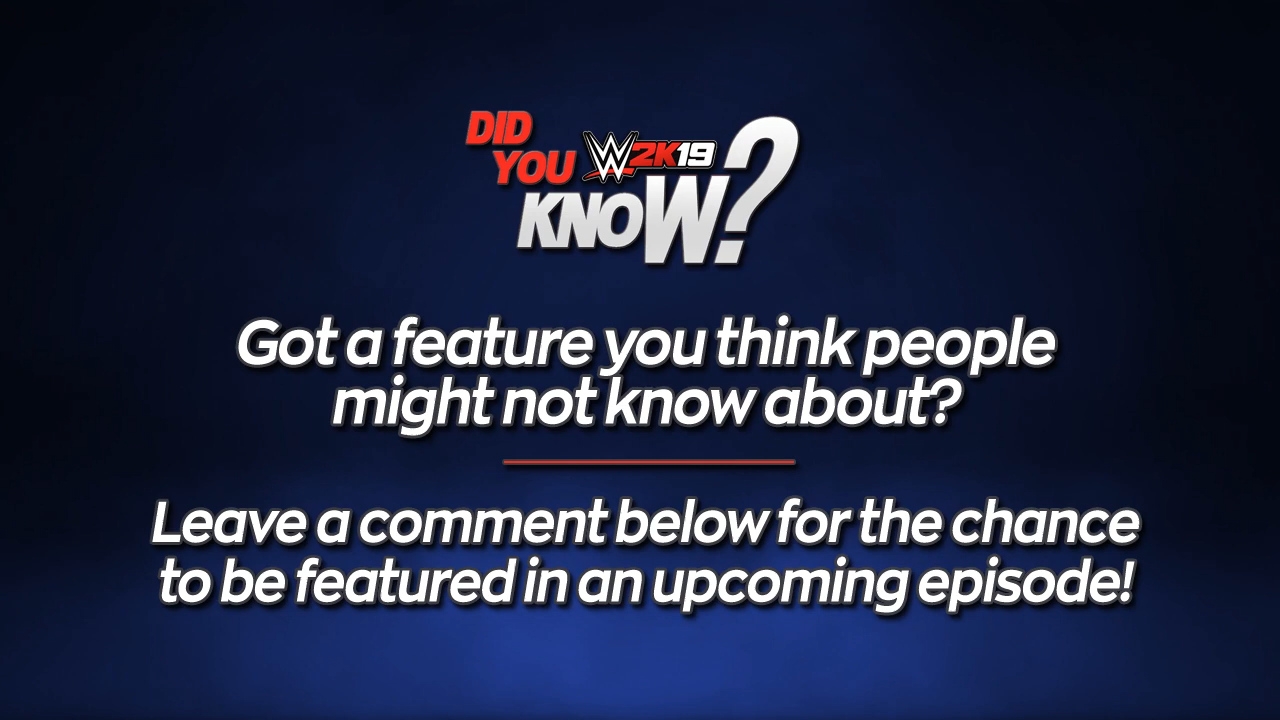 DID
YOU W 2K19
KNOW?
Got a feature you think people
might not know about?
Leave a comment below for the chance
to be featured in an upcoming episode!